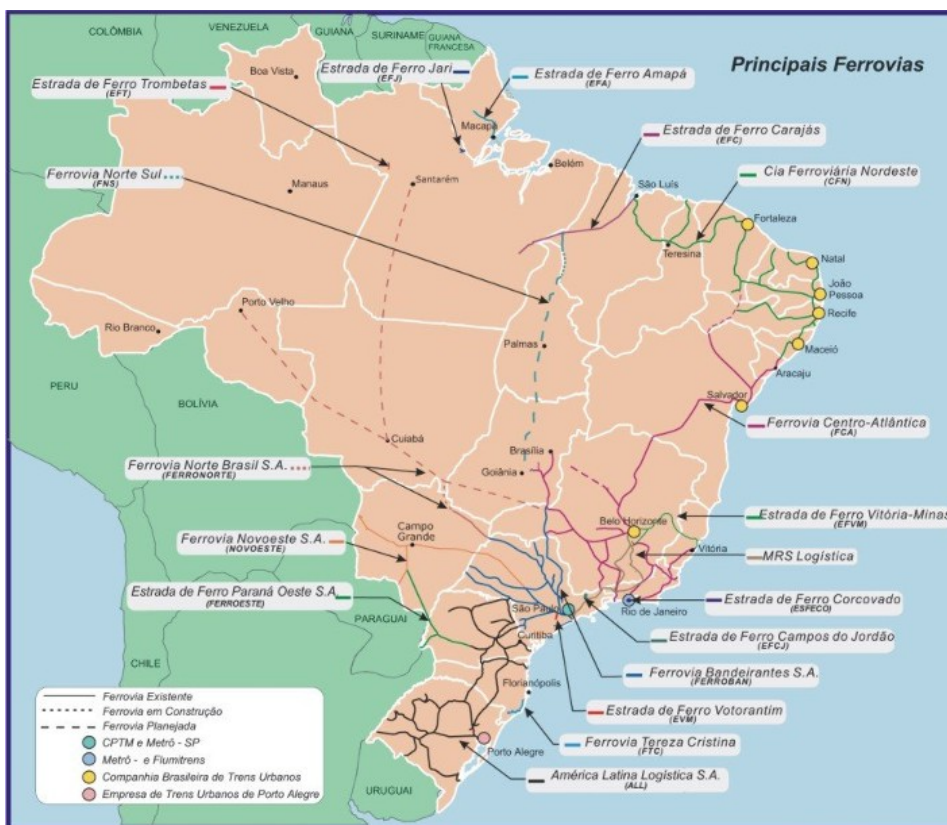 COLÔMBIA
VENEZUELA
GUIANA
SURINAME
GUIANA
FRANCESA
Principais Ferrovias
Boa Vista
Estrada de Ferro Jari
(EFJ)
Estrada de Ferro Amapá
(EFA)
Estrada de Ferro Trombetas
(EFT)
Macapá
Estrada de Ferro Carajás
(EFC)
Belém
Ferrovia Norte Sul
(FNS)
Manaus
Santarém
São Luís
Cia Ferroviária Nordeste
(CFN)
Fortaleza
Teresina
Natal
João
Pessoa
Recife
Porto Velho
Rio Branco
Palmas
Maceió
Aracaju
PERU
BOLÍVIA
Salvador
Ferrovia Centro-Atlântica
(FCA)
Cuiabá
Brasília
Goiânia
Ferrovia Norte Brasil S.A.
(FERRONORTE)
Belo Horizonte
Estrada de Ferro Vitória-Minas
(EFVM)
Campo
Grande
Ferrovia Novoeste S.A.
(NOVOESTE)
Vitória
MRS Logística
Estrada de Ferro Paraná Oeste S.A.
(FERROESTE)
São Paulo
Rio de Janeiro
Estrada de Ferro Corcovado
(ESFECO)
PARAGUAI
Curitiba
Estrada de Ferro Campos do Jordão
(EFCJ)
CHILE
Ferrovia Bandeirantes S.A.
(FERROBAN)
Florianópolis
Estrada de Ferro Votorantim
(EVM)
Ferrovia Tereza Cristina
(FTC)
Porto Alegre
América Latina Logística S.A.
(ALL)
URUGUAI
Ferrovia Existente
Ferrovia em Construção
Ferrovia Planejada
CPTM e Metrô - SP
Metrô - e Flumitrens
Companhia Brasileira de Trens Urbanos
Empresa de Trens Urbanos de Porto Alegre